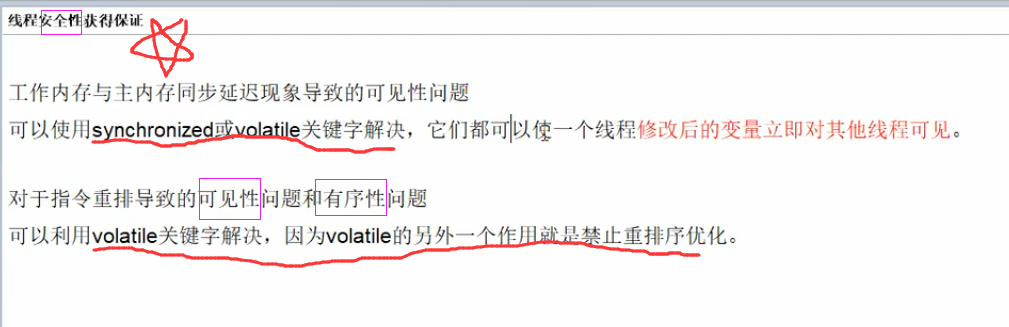 线程安全性获得保证
工作内存与主内存同步延迟现象导致的可见性问题
可以使用synchronized或volatile关键字解决，它们都可以使一个线程修改后的变量立即对其他线程可见。
对于指令重排导致的可见性问题和有序性问题
可以利用volatile关键字解决，因为volatile的另外一个作用就是禁止重排序优化。